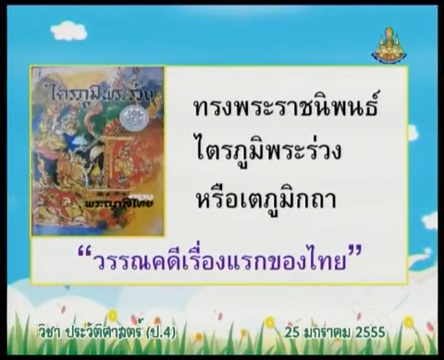 ไตรภูมิพระร่วง
พระญาลิไทย
ทรงพระราชนิพนธ์
ไตรภูมิพระร่วง
หรือเตภูมิกถา
“วรรณคดีเรื่องแรกของไทย”
วิชา ประวัติศาสตร์ (ป.4)
25 มกราคม 2555